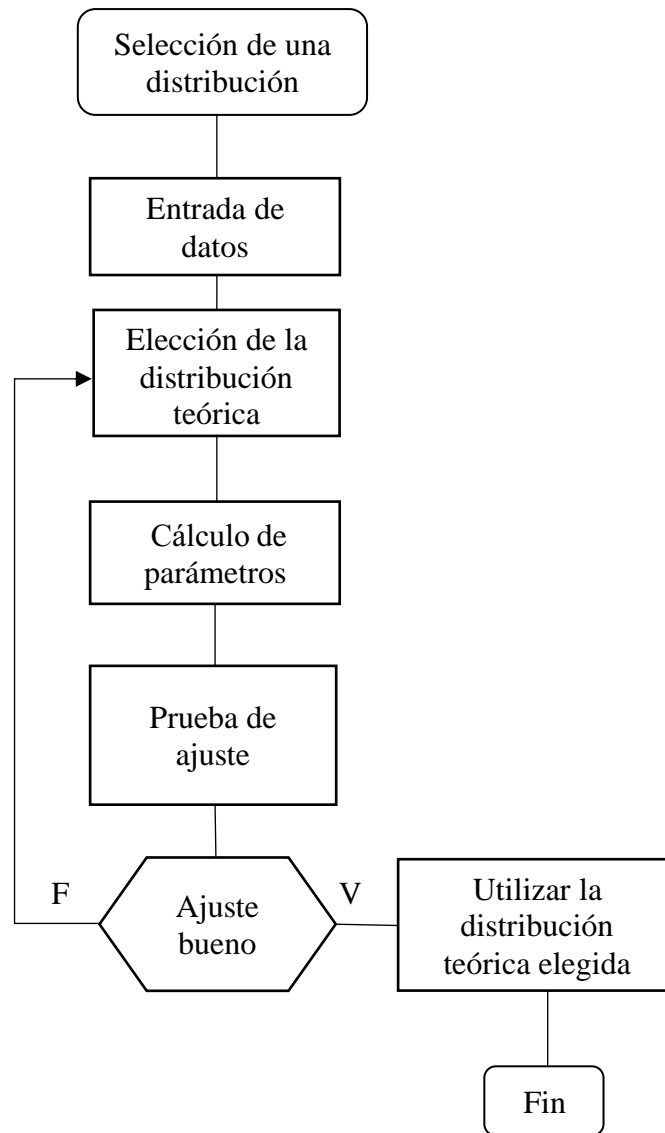 Selección de una
distribución
Entrada de
datos
Elección de la
distribución
teórica
Cálculo de
parámetros
Prueba de
ajuste
F
Ajuste
bueno
V
Utilizar la
distribución
teórica elegida
Fin